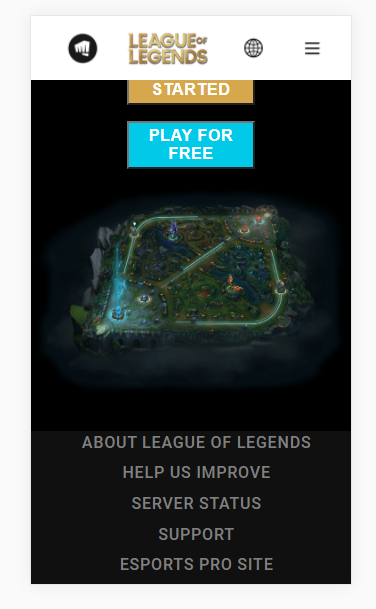 LEAGUE OF
LEGENDS
STARTED
PLAY FOR
FREE
ABOUT LEAGUE OF LEGENDS
HELP US IMPROVE
SERVER STATUS
SUPPORT
ESPORTS PRO SITE